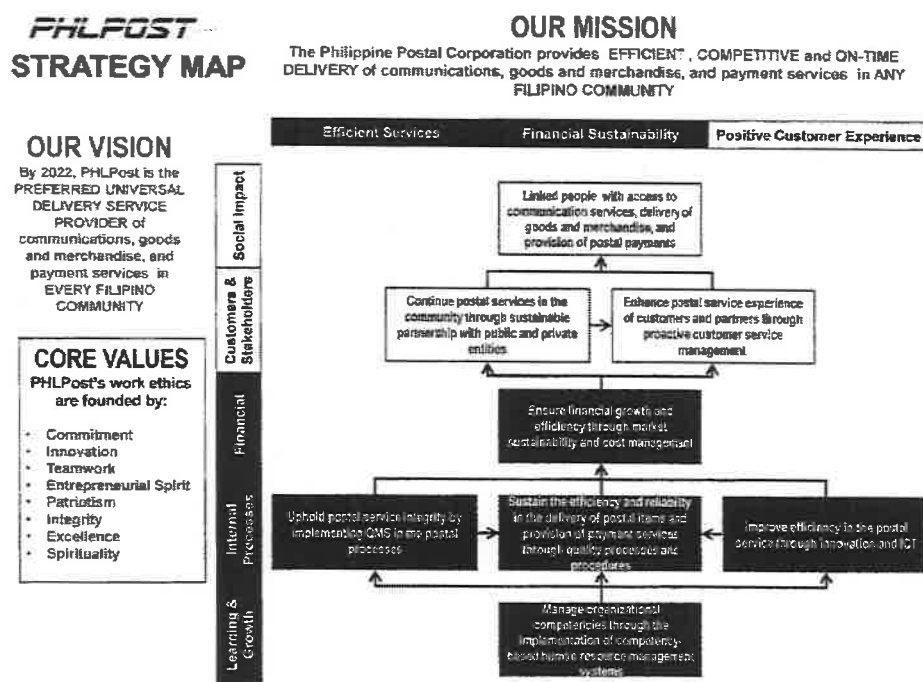 PHLPOST
STRATEGY MAP
OUR MISSION
The Philippine Postal Corporation provides EFFICIENT, COMPETITIVE and ON-TIME
DELIVERY of communications, goods and merchandise, and payment services in ANY
FILIPINO COMMUNITY
OUR VISION
By 2022, PHLPost is the
PREFERRED UNIVERSAL
DELIVERY SERVICE
PROVIDER of
communications, goods
and merchandise, and
payment services in
EVERY FILIPINO
COMMUNITY
CORE VALUES
PHLPost's work ethics
are founded by:
• Commitment
• Innovation
• Teamwork
• Entrepreneurial Spirit
• Patriotism
• Integrity
• Excellence
• Spirituality
Efficient Services
Financial Sustainability
Positive Customer Experience
Social Impact
Linked people with access to
communication services, delivery of
goods and merchandise, and
provision of postal payments
Customers &
Stakeholders
Continue postal services in the
community through sustainable
partnership with public and private
entities
Enhance postal service experience
of customers and partners through
proactive customer service
management
Financial
Ensure financial growth and
efficiency through market
sustainability and cost management
Internal
Processes
Uphold postal service integrity by
implementing QMS in the postal
processes
Sustain the efficiency and reliability
in the delivery of postal items and
provision of payment services
through quality processes and
procedures
Improve efficiency in the postal
service through innovation and ICT
Learning &
Growth
Manage organizational
competencies through the
implementation of competency-
based human resource management
systems